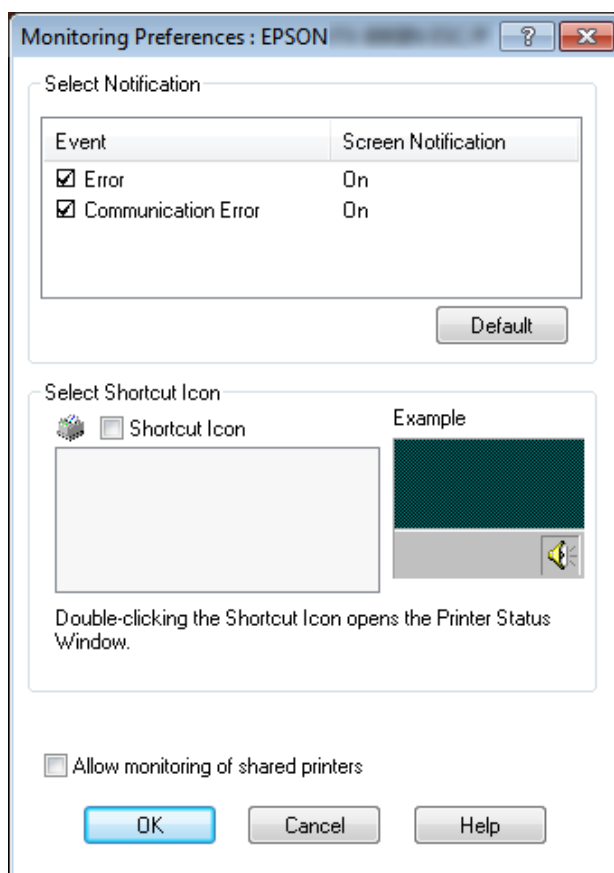 Monitoring Preferences : EPSON
Select Notification
Event Screen Notification
Error On
Communication Error On
Default
Select Shortcut Icon
Shortcut Icon
Example
Double-clicking the Shortcut Icon opens the Printer Status
Window.
Allow monitoring of shared printers
OK Cancel Help